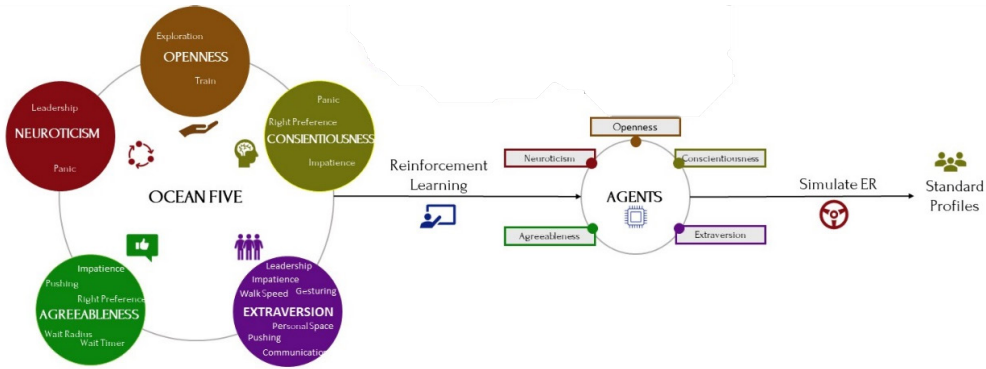 Exploration
OPENNESS
Train
Leadership
NEUROTICISM
Panic
Panic
Right Preference
CONSIENTIOUSNESS
Impatience
OCEAN FIVE
Impatience
Pushing
Right Preference
AGREEABLENESS
Wait Radius
Wait Timer
Leadership
Impatience
Walk Speed
Gesturing
EXTRAVERSION
Personal Space
Pushing
Communication
Reinforcement
Learning
Openness
Neuroticism
Conscientiousness
AGENTS
Agreeableness
Extraversion
Simulate ER
Standard
Profiles